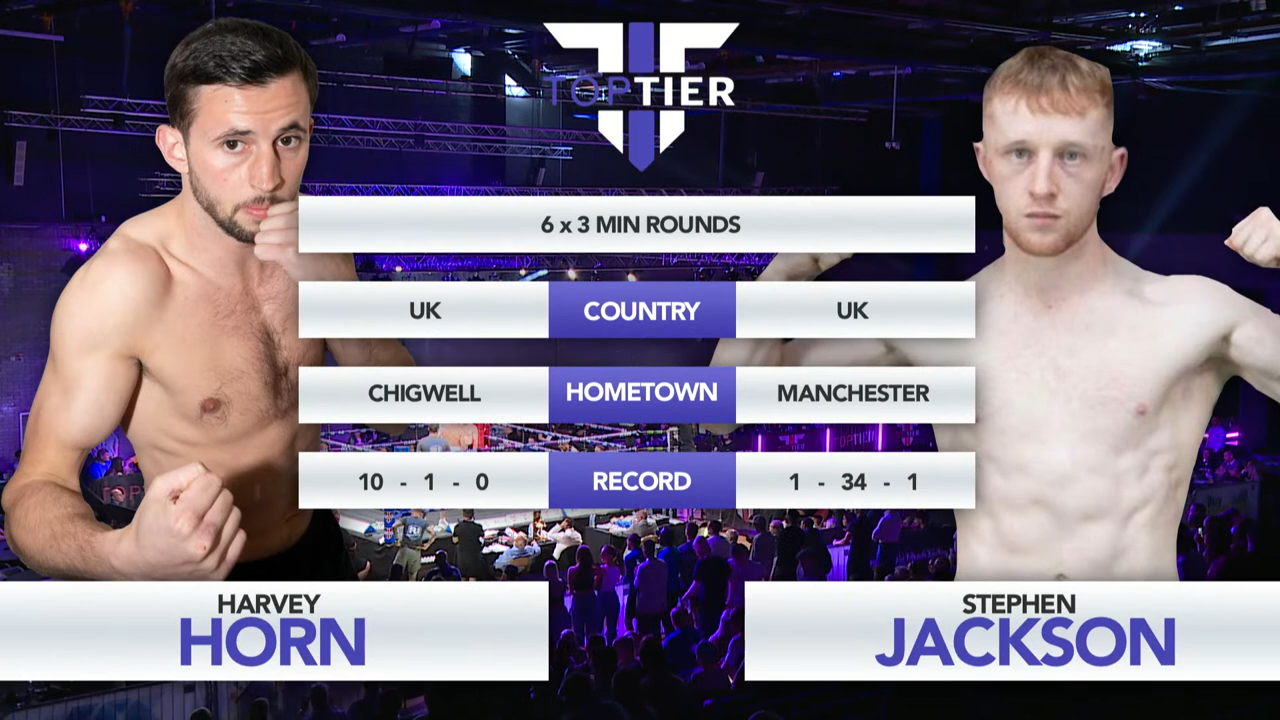 TOPTIER
6 x 3 MIN ROUNDS
UK COUNTRY UK
CHIGWELL HOMETOWN MANCHESTER
10 - 1 - 0 RECORD 1 - 34 - 1
TOPTIER
HARVEY
HORN
STEPHEN
JACKSON